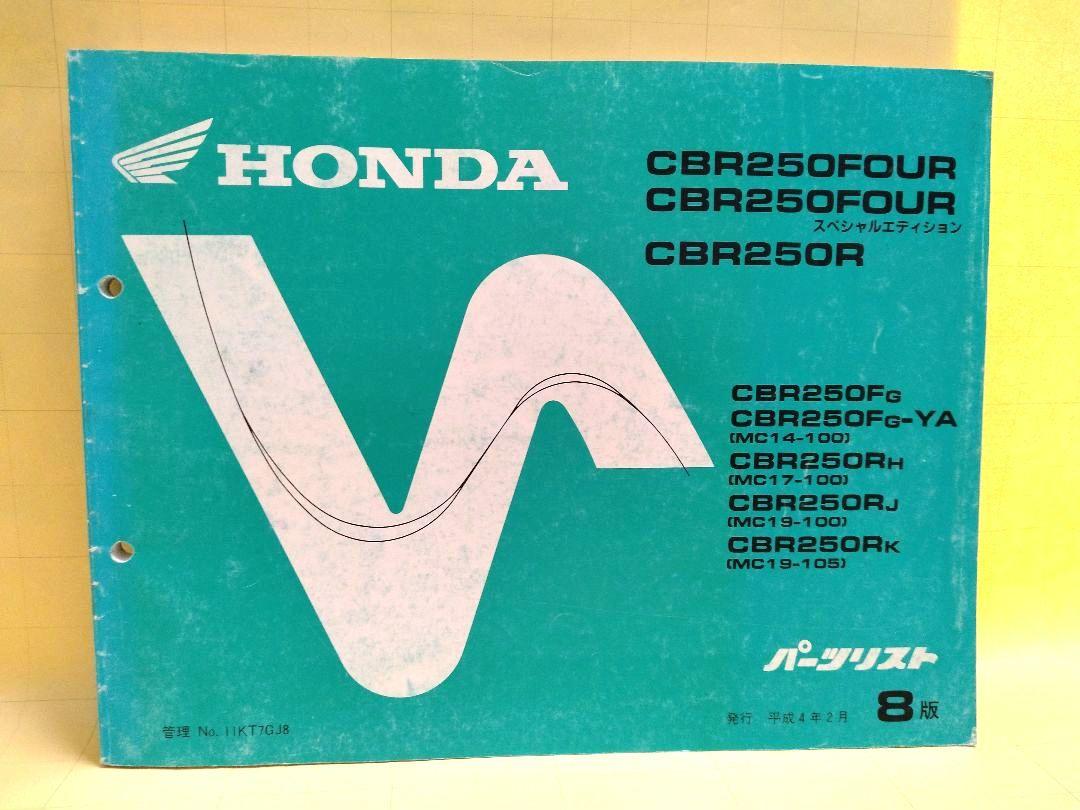 HONDA
CBR250FOUR
CBR250FOUR
スペシャルエディション
CBR250R
CBR250FG
CBR250FG-YA
(MC14-100)
CBR250RH
(MC17-100)
CBR250RJ
(MC19-100)
CBR250RK
(MC19-105)
パーツリスト
発行 平成4年2月 8版
管理 No. 11KT7GJ8